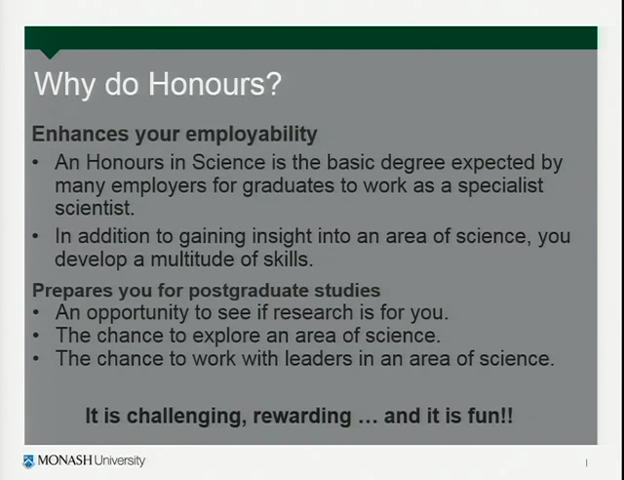 Why do Honours?
Enhances your employability
• An Honours in Science is the basic degree expected by
many employers for graduates to work as a specialist
scientist.
• In addition to gaining insight into an area of science, you
develop a multitude of skills.
Prepares you for postgraduate studies
• An opportunity to see if research is for you.
• The chance to explore an area of science.
• The chance to work with leaders in an area of science.
It is challenging, rewarding … and it is fun!!
MONASH University